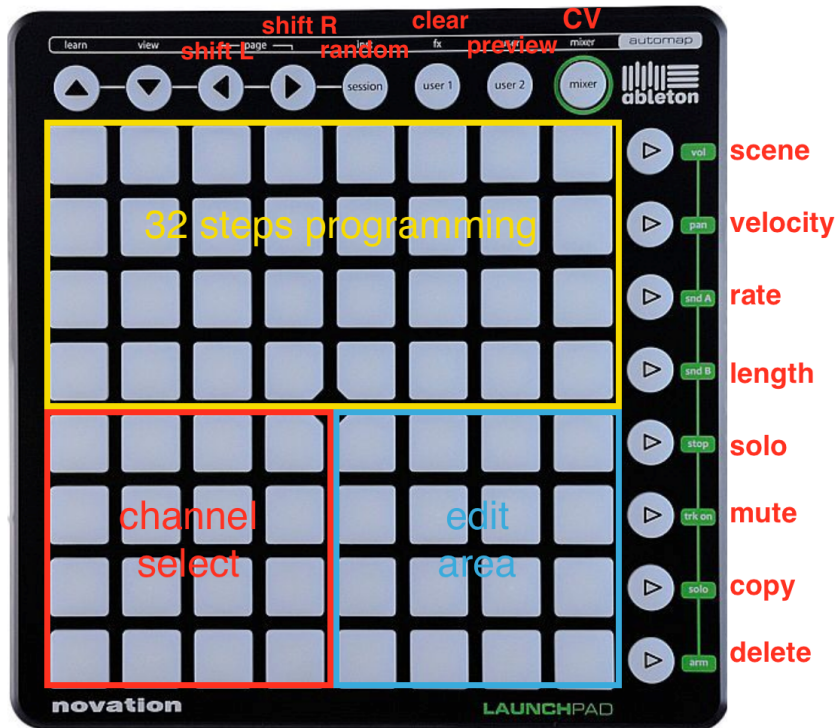 shift R
clear
CV
learn
view
page
fx
mixer
automap
shift L
random
preview
session
user 1
user 2
mixer
ableton
vol
scene
32 steps programming
pan
velocity
snd A
rate
snd B
length
stop
solo
channel
select
edit
area
trk on
mute
solo
copy
arm
delete
novation
LAUNCHPAD